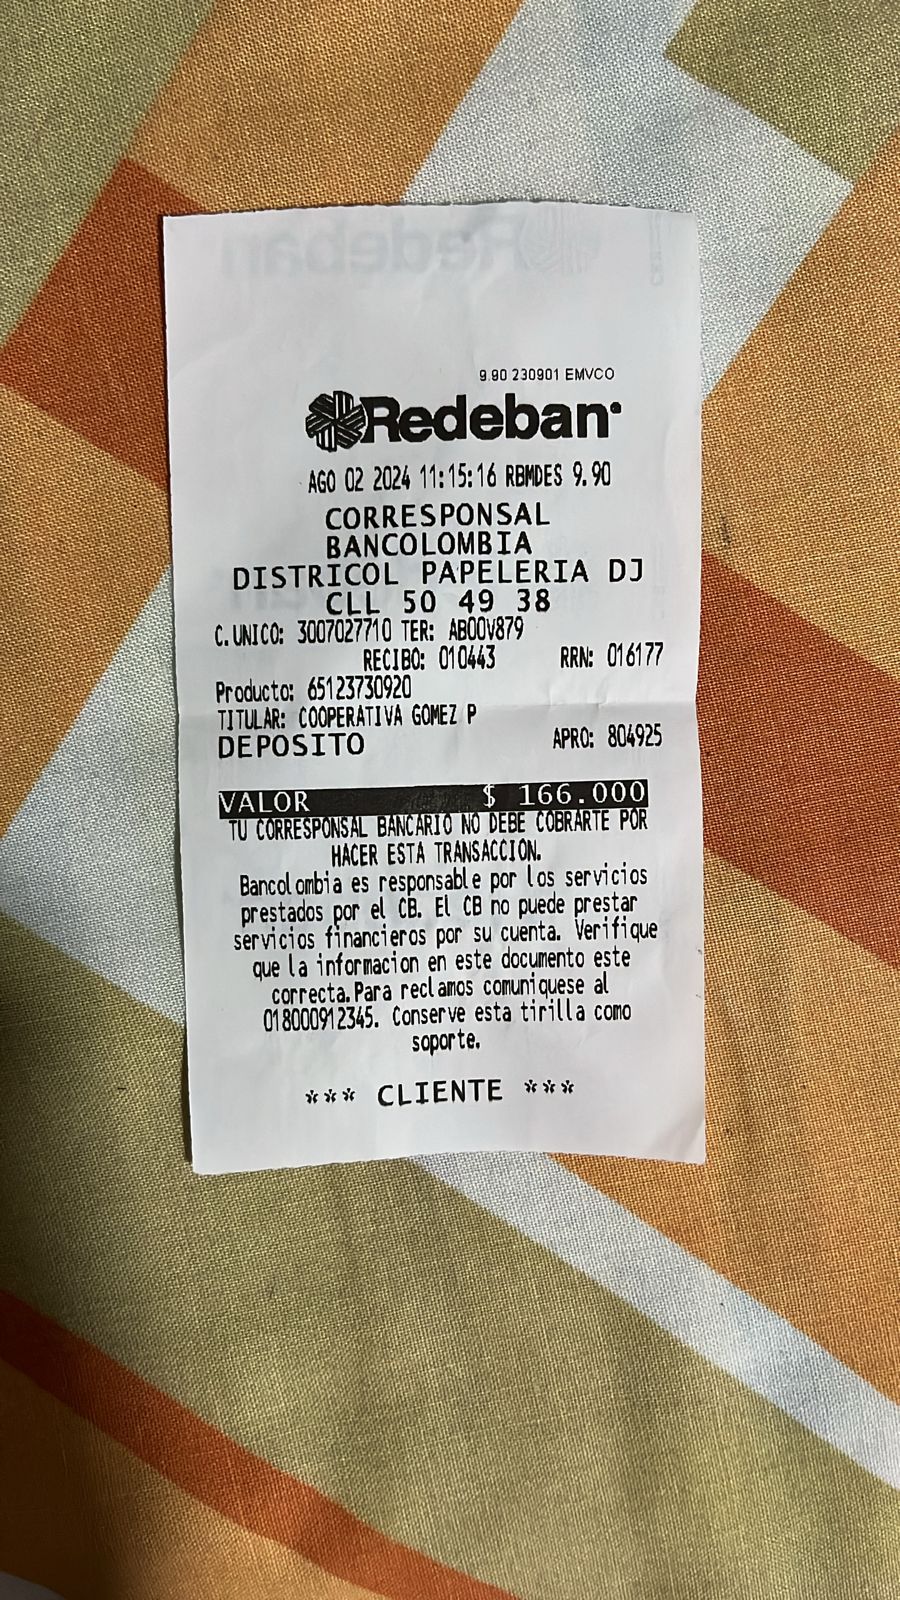 9.90 230901 EMVCO
Redeban
AGO 02 2024 11:15:16 RBMDES 9.90
CORRESPONSAL
BANCOLOMBIA
DISTRICOL PAPELERIA DJ
CLL 50 49 38
C.UNICO: 3007027710 TER: AB00V879
RECIBO: 010443 RRN: 016177
Producto: 65123730920
TITULAR: COOPERATIVA GOMEZ P
DEPOSITO APRO: 804925
VALOR $ 166.000
TU CORRESPONSAL BANCARIO NO DEBE COBRARTE POR
HACER ESTA TRANSACCION.
Bancolombia es responsable por los servicios
prestados por el CB. El CB no puede prestar
servicios financieros por su cuenta. Verifique
que la informacion en este documento este
correcta.Para reclamos comuniquese al
018000912345. Conserve esta tirilla como
soporte.
*** CLIENTE ***